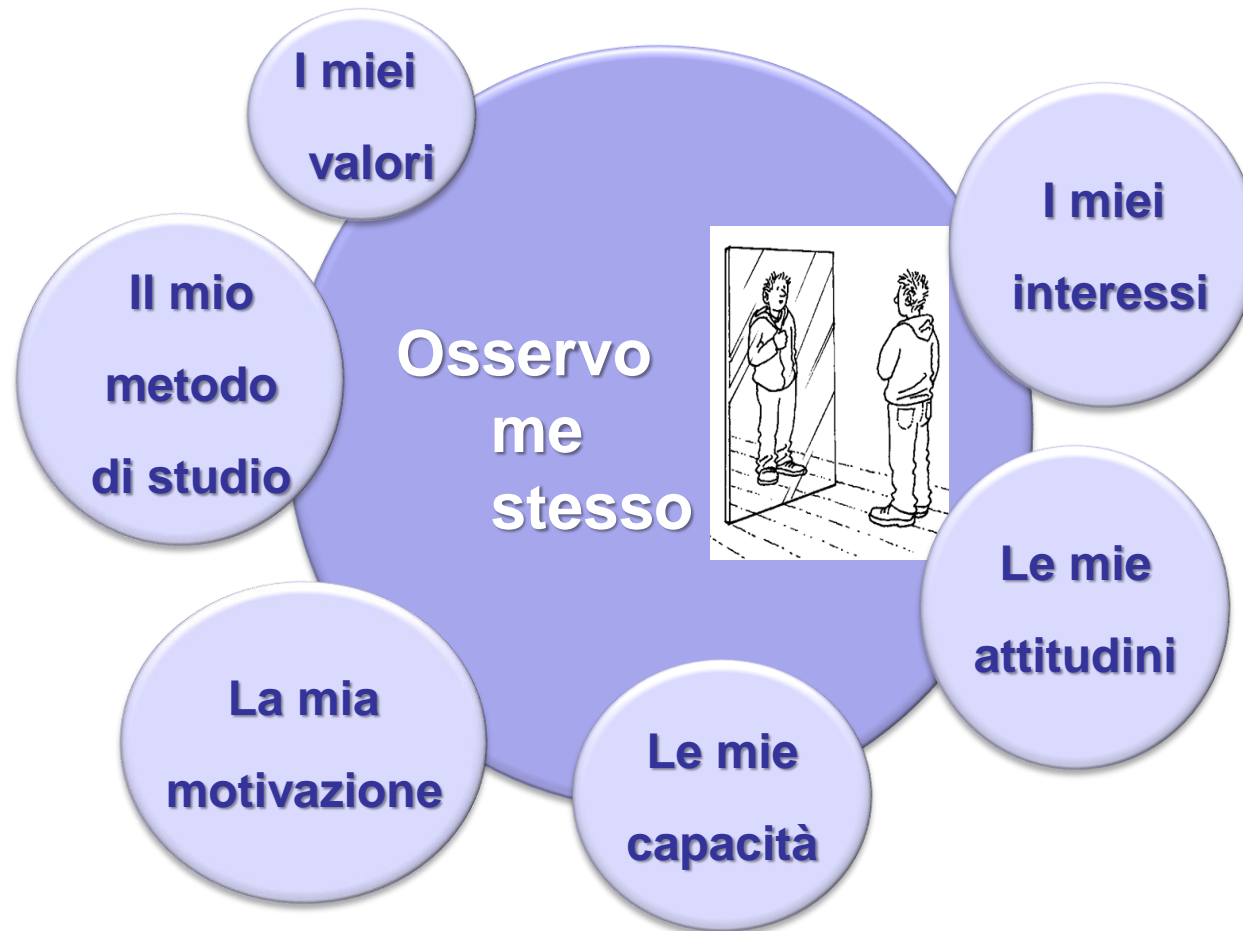 I miei
valori
I miei
interessi
Il mio
metodo
di studio
Osservo
me
stesso
Le mie
attitudini
La mia
motivazione
Le mie
capacità